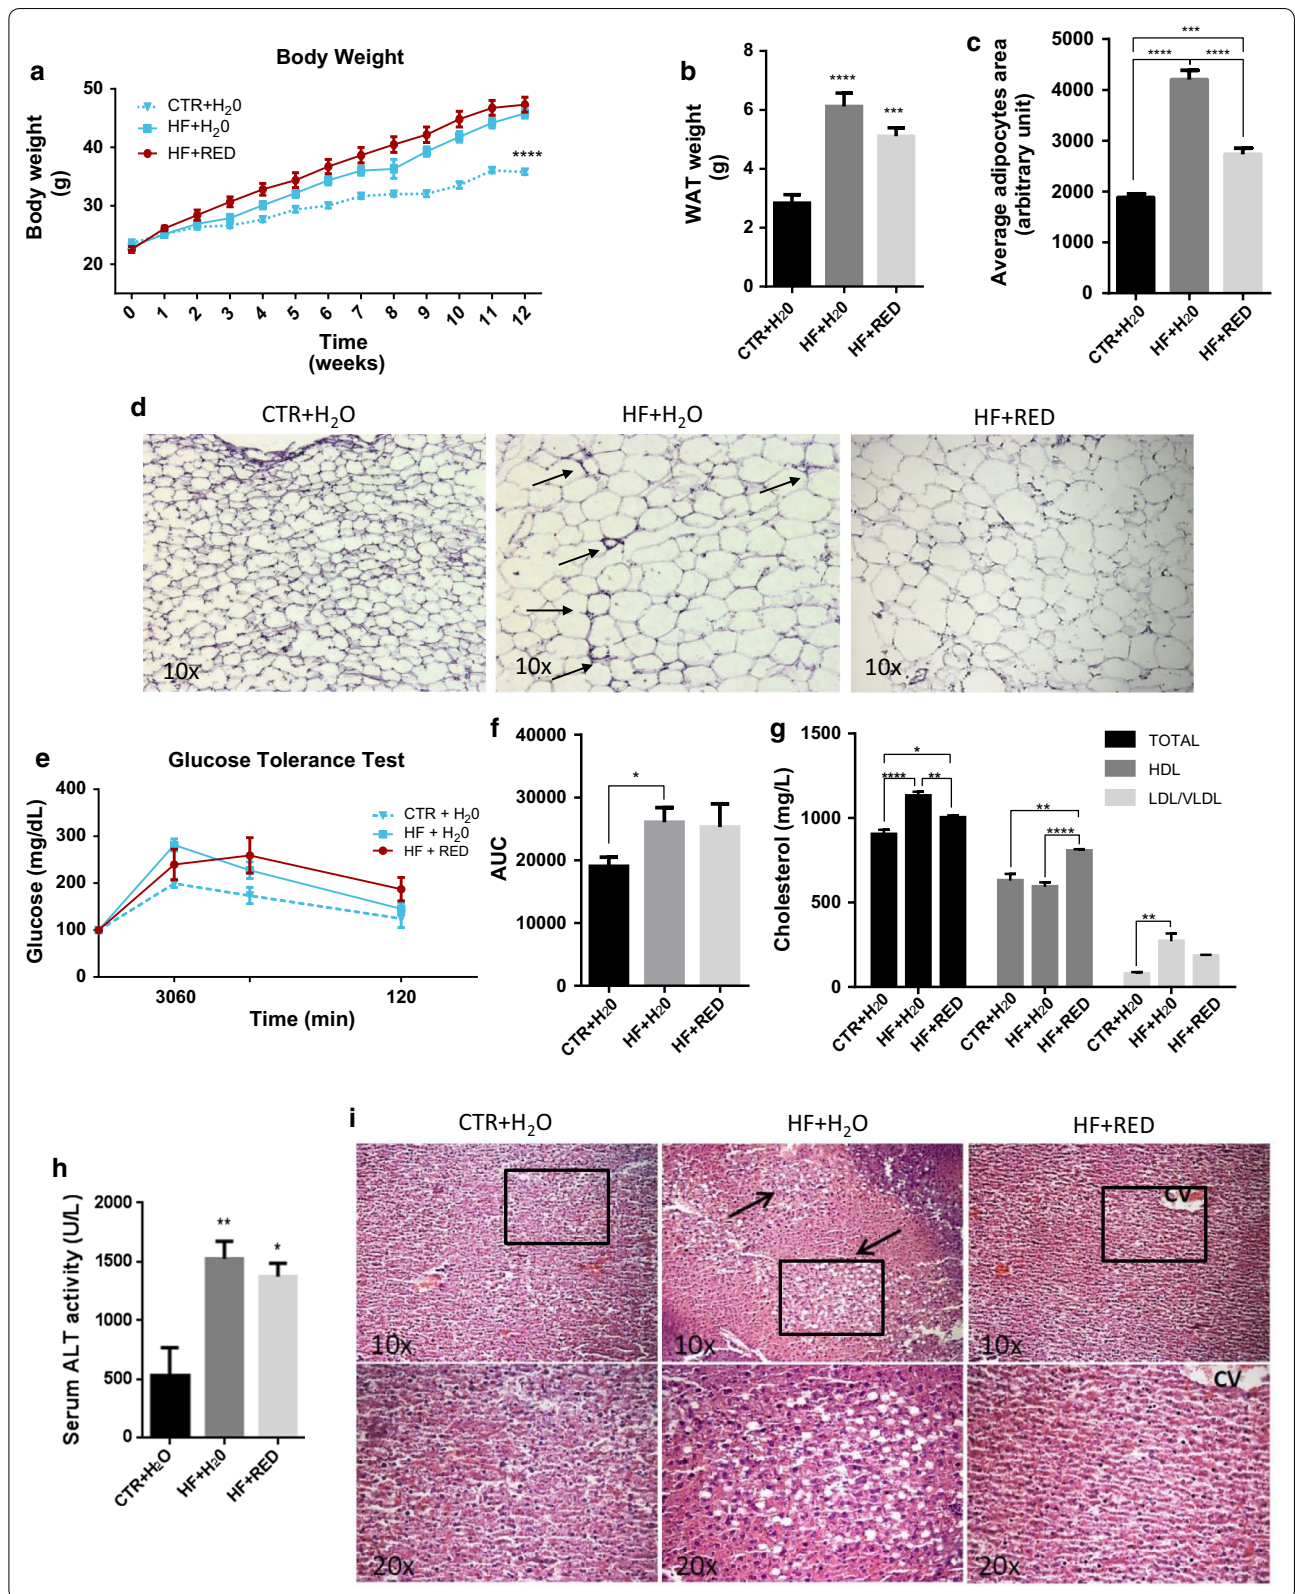 a
Body Weight
50
40
30
20
Body weight
(g)
CTR+H₂0
HF+H₂0
HF+RED
****
0 1 2 3 4 5 6 7 8 9 10 11 12
Time
(weeks)
b
8
6
4
2
0
WAT weight
(g)
****
***
CTR+H₂0 HF+H₂0 HF+RED
c
5000
4000
3000
2000
1000
0
Average adipocytes area
(arbitrary unit)
***
**** ****
CTR+H₂0 HF+H₂0 HF+RED
d
CTR+H₂O HF+H₂O HF+RED
10x 10x 10x
e
Glucose Tolerance Test
400
300
200
100
0
Glucose (mg/dL)
CTR + H₂0
HF + H₂0
HF + RED
3060 120
Time (min)
f
40000
30000
20000
10000
0
AUC
*
CTR+H₂0 HF+H₂0 HF+RED
g
1500
1000
500
0
Cholesterol (mg/L)
TOTAL
HDL
LDL/VLDL
*
**** **
**
****
**
CTR+H₂0 HF+H₂0 HF+RED CTR+H₂0 HF+H₂0 HF+RED CTR+H₂0 HF+H₂0 HF+RED
h
2000
1500
1000
500
0
Serum ALT activity (U/L)
**
*
CTR+H₂O HF+H₂0 HF+RED
i
CTR+H₂O HF+H₂O HF+RED
CV
10x 10x 10x
CV
20x 20x 20x